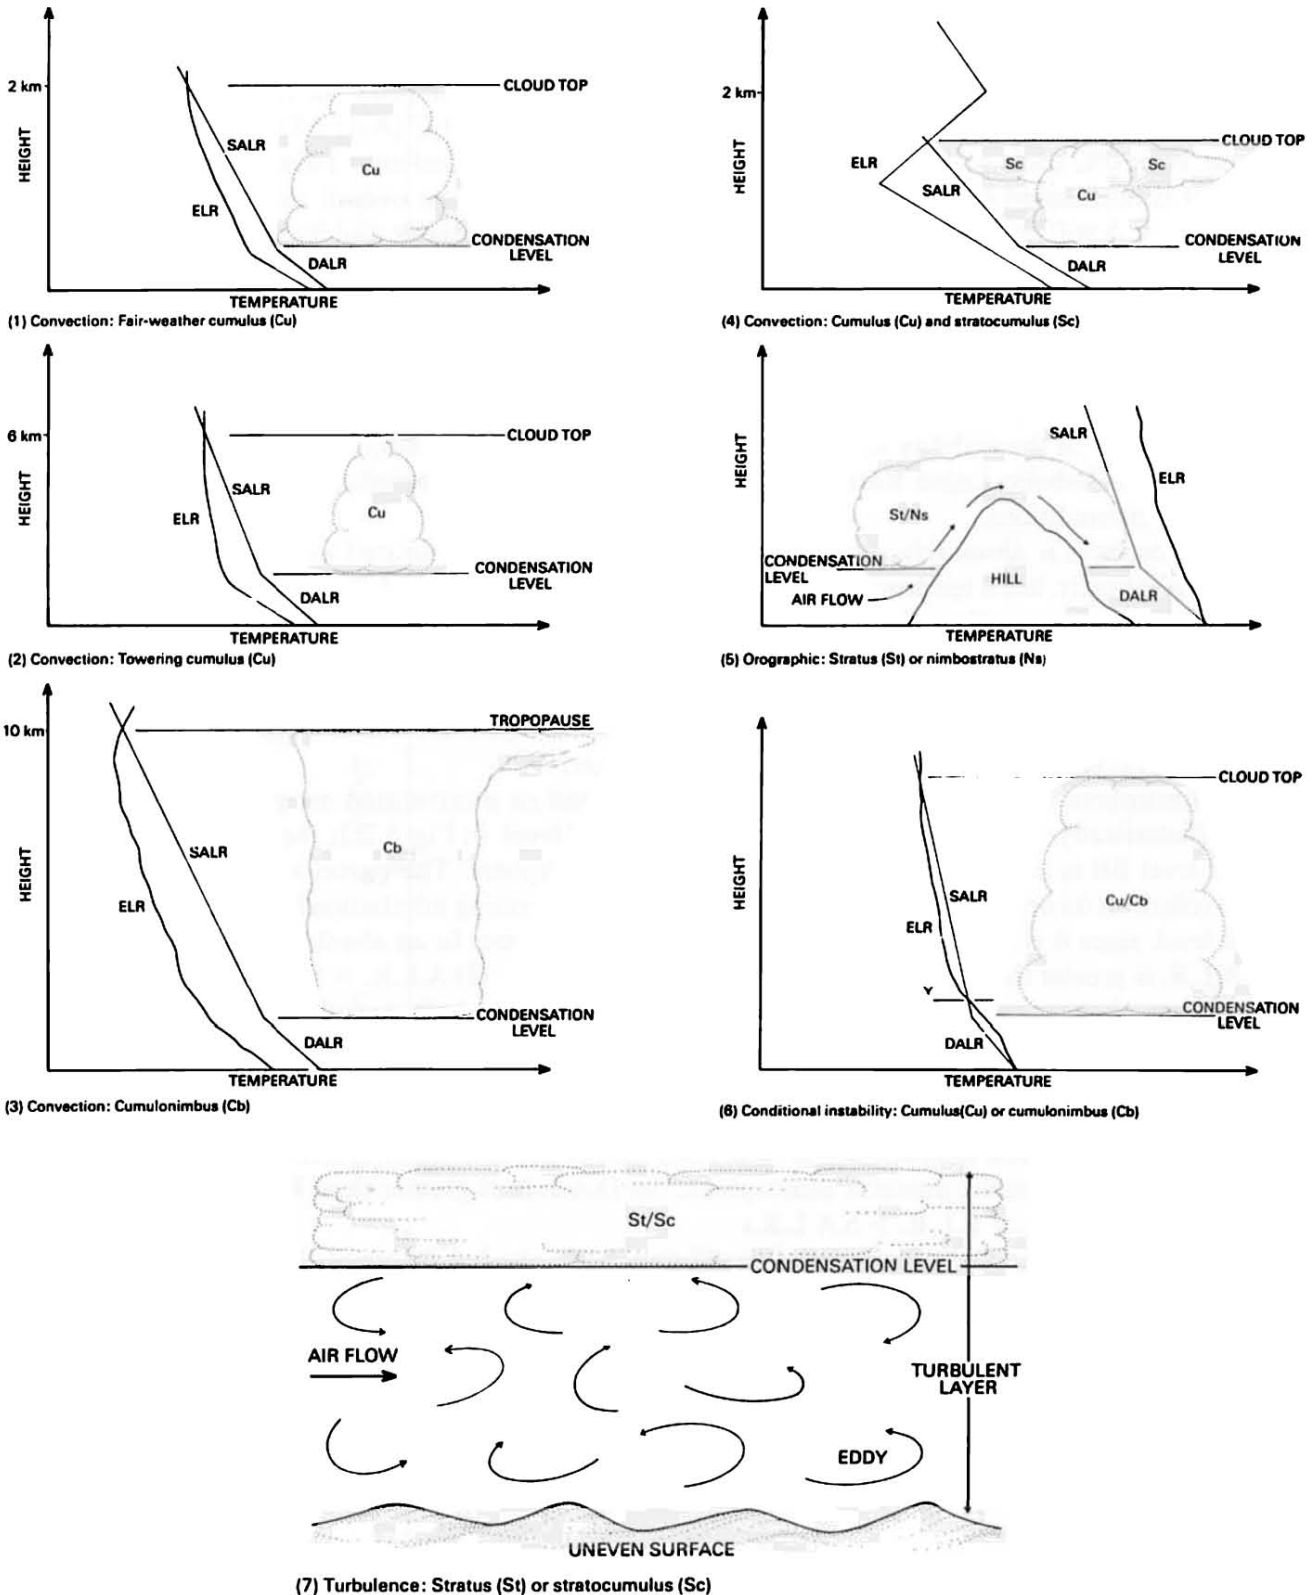 2 km
HEIGHT
CLOUD TOP
SALR
Cu
ELR
CONDENSATION
LEVEL
DALR
TEMPERATURE
(1) Convection: Fair-weather cumulus (Cu)
2 km
HEIGHT
CLOUD TOP
ELR
Sc
Sc
SALR
Cu
CONDENSATION
LEVEL
DALR
TEMPERATURE
(4) Convection: Cumulus (Cu) and stratocumulus (Sc)
6 km
HEIGHT
CLOUD TOP
SALR
ELR
Cu
CONDENSATION
LEVEL
DALR
TEMPERATURE
(2) Convection: Towering cumulus (Cu)
HEIGHT
SALR
ELR
St/Ns
CONDENSATION
LEVEL
HILL
AIR FLOW
DALR
TEMPERATURE
(5) Orographic: Stratus (St) or nimbostratus (Ns)
10 km
HEIGHT
TROPOPAUSE
SALR
Cb
ELR
CONDENSATION
LEVEL
DALR
TEMPERATURE
(3) Convection: Cumulonimbus (Cb)
HEIGHT
CLOUD TOP
SALR
Cu/Cb
ELR
Y
CONDENSATION
LEVEL
DALR
TEMPERATURE
(6) Conditional instability: Cumulus(Cu) or cumulonimbus (Cb)
St/Sc
CONDENSATION LEVEL
AIR FLOW
TURBULENT
LAYER
EDDY
UNEVEN SURFACE
(7) Turbulence: Stratus (St) or stratocumulus (Sc)